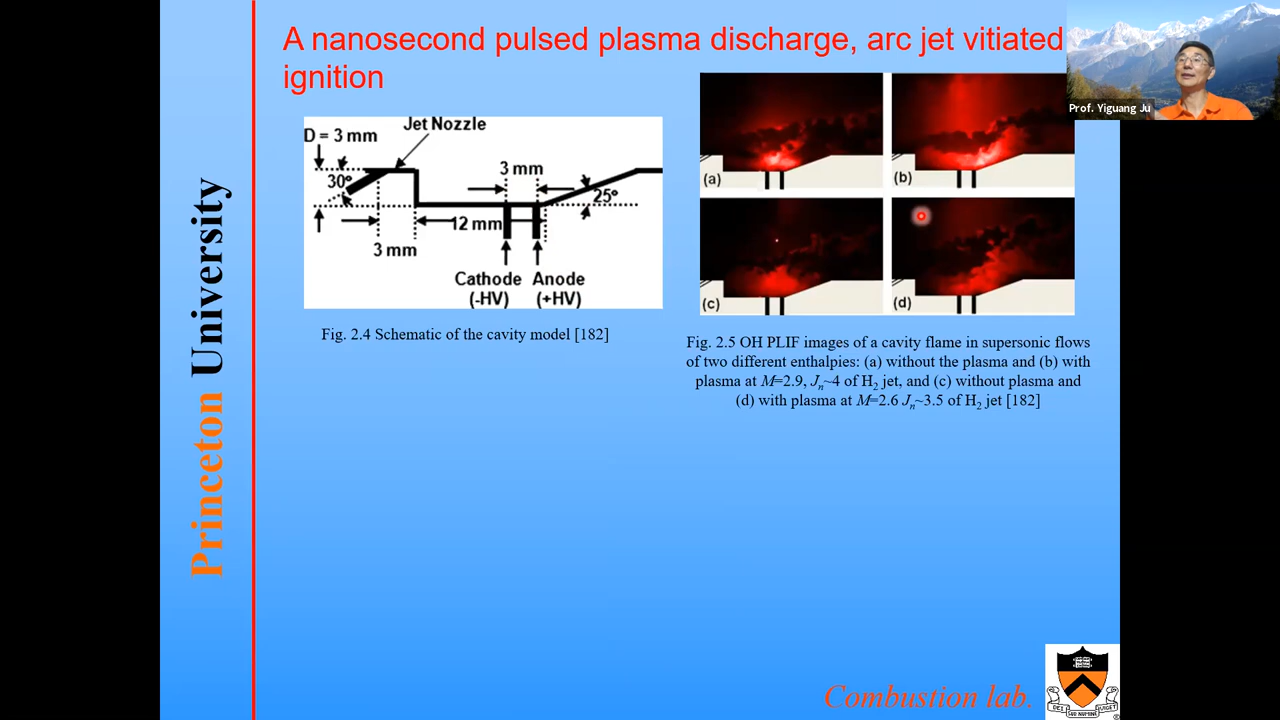 A nanosecond pulsed plasma discharge, arc jet vitiated
ignition
Prof. Yiguang Ju
Princeton University
D = 3 mm
Jet Nozzle
30°
3 mm
25°
12 mm
3 mm
Cathode
(-HV)
Anode
(+HV)
(a)
(b)
(c)
(d)
Fig. 2.4 Schematic of the cavity model [182]
Fig. 2.5 OH PLIF images of a cavity flame in supersonic flows
of two different enthalpies: (a) without the plasma and (b) with
plasma at M=2.9, Jn~4 of H2 jet, and (c) without plasma and
(d) with plasma at M=2.6 Jn~3.5 of H2 jet [182]
Combustion lab.